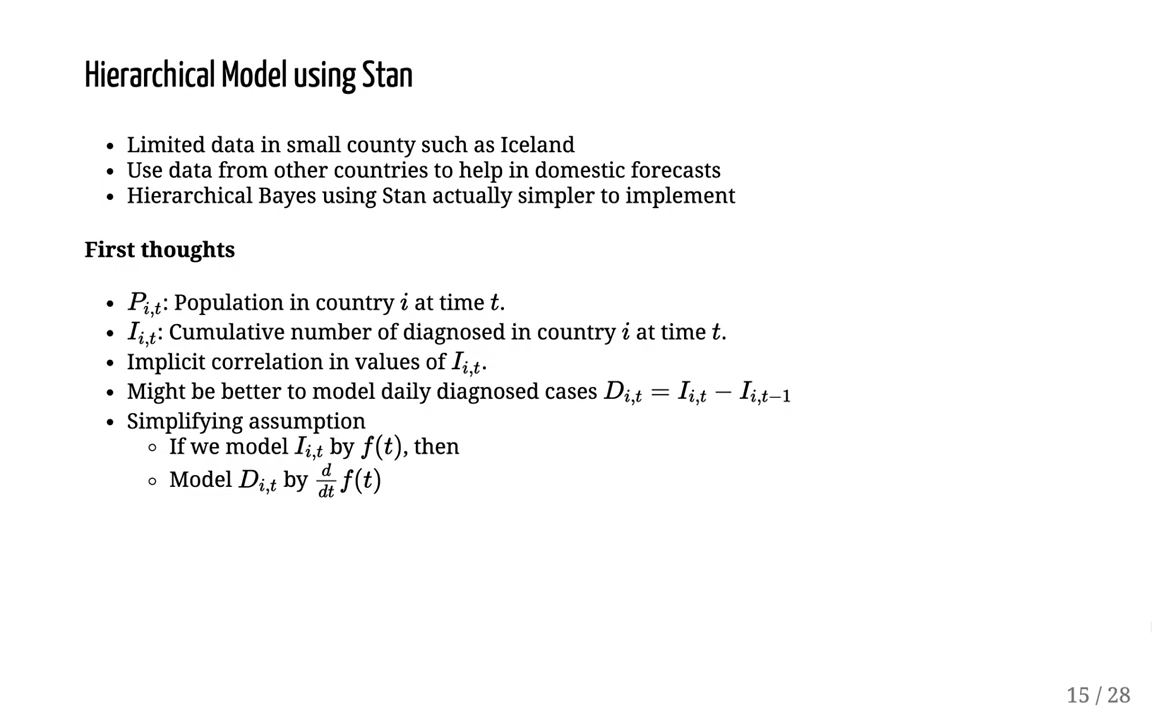 Hierarchical Model using Stan
• Limited data in small county such as Iceland
• Use data from other countries to help in domestic forecasts
• Hierarchical Bayes using Stan actually simpler to implement
First thoughts
• $P_{i,t}$: Population in country $i$ at time $t$.
• $I_{i,t}$: Cumulative number of diagnosed in country $i$ at time $t$.
• Implicit correlation in values of $I_{i,t}$.
• Might be better to model daily diagnosed cases $D_{i,t} = I_{i,t} - I_{i,t-1}$
• Simplifying assumption
◦ If we model $I_{i,t}$ by $f(t)$, then
◦ Model $D_{i,t}$ by $\frac{d}{dt} f(t)$
15 / 28